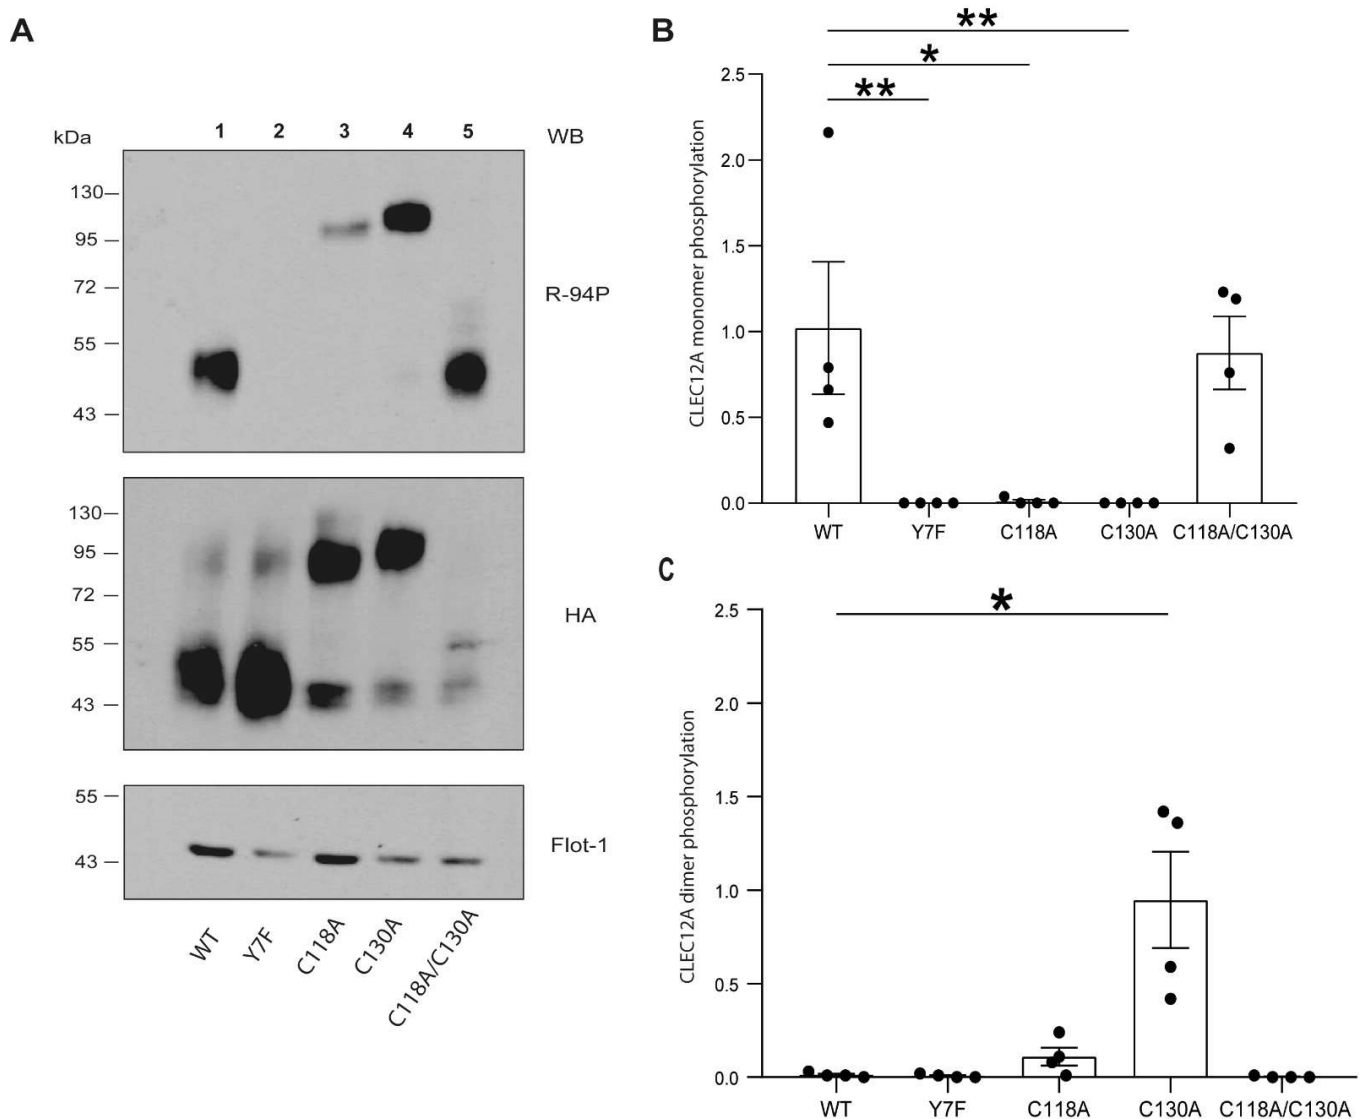 A
kDa 1 2 3 4 5 WB
130
95
72
55
43
R-94P
130
95
72
55
43
HA
55
43
Flot-1
WT Y7F C118A C130A C118A/C130A
B
**
*
**
CLEC12A monomer phosphorylation
2.5
2.0
1.5
1.0
0.5
0.0
WT Y7F C118A C130A C118A/C130A
C
*
CLEC12A dimer phosphorylation
2.5
2.0
1.5
1.0
0.5
0.0
WT Y7F C118A C130A C118A/C130A